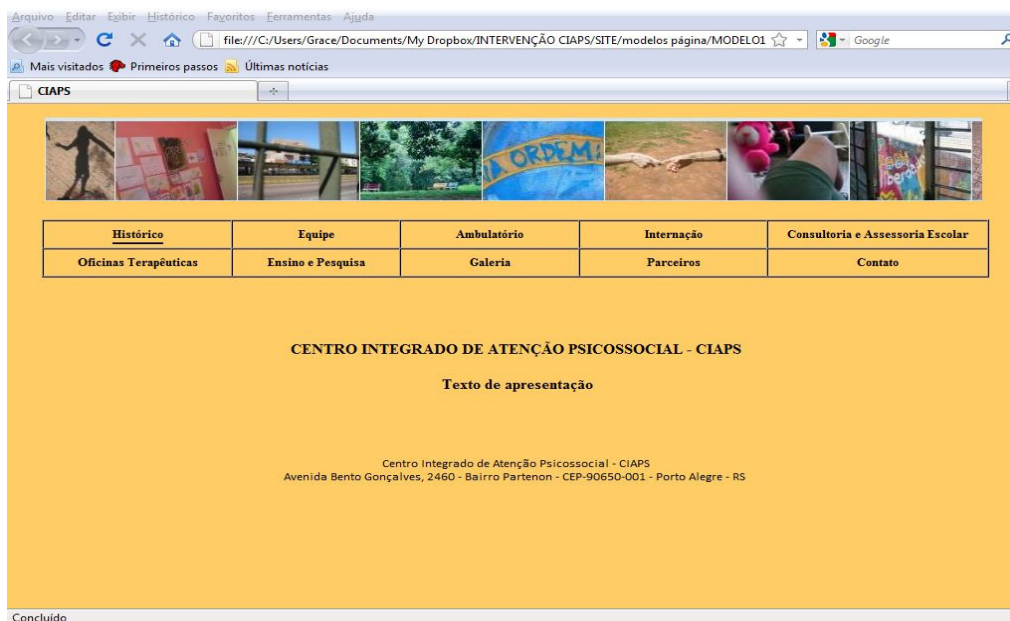 Arquivo Editar Exibir Histórico Favoritos Ferramentas Ajuda
file:///C:/Users/Grace/Documents/My Dropbox/INTERVENÇÃO CIAPS/SITE/modelos página/MODELO1 Google
Mais visitados Primeiros passos Últimas notícias
CIAPS
A ORDEM
Histórico Equipe Ambulatório Internação Consultoria e Assessoria Escolar
Oficinas Terapêuticas Ensino e Pesquisa Galeria Parceiros Contato
CENTRO INTEGRADO DE ATENÇÃO PSICOSSOCIAL - CIAPS
Texto de apresentação
Centro Integrado de Atenção Psicossocial - CIAPS
Avenida Bento Gonçalves, 2460 - Bairro Partenon - CEP-90650-001 - Porto Alegre - RS
Concluído